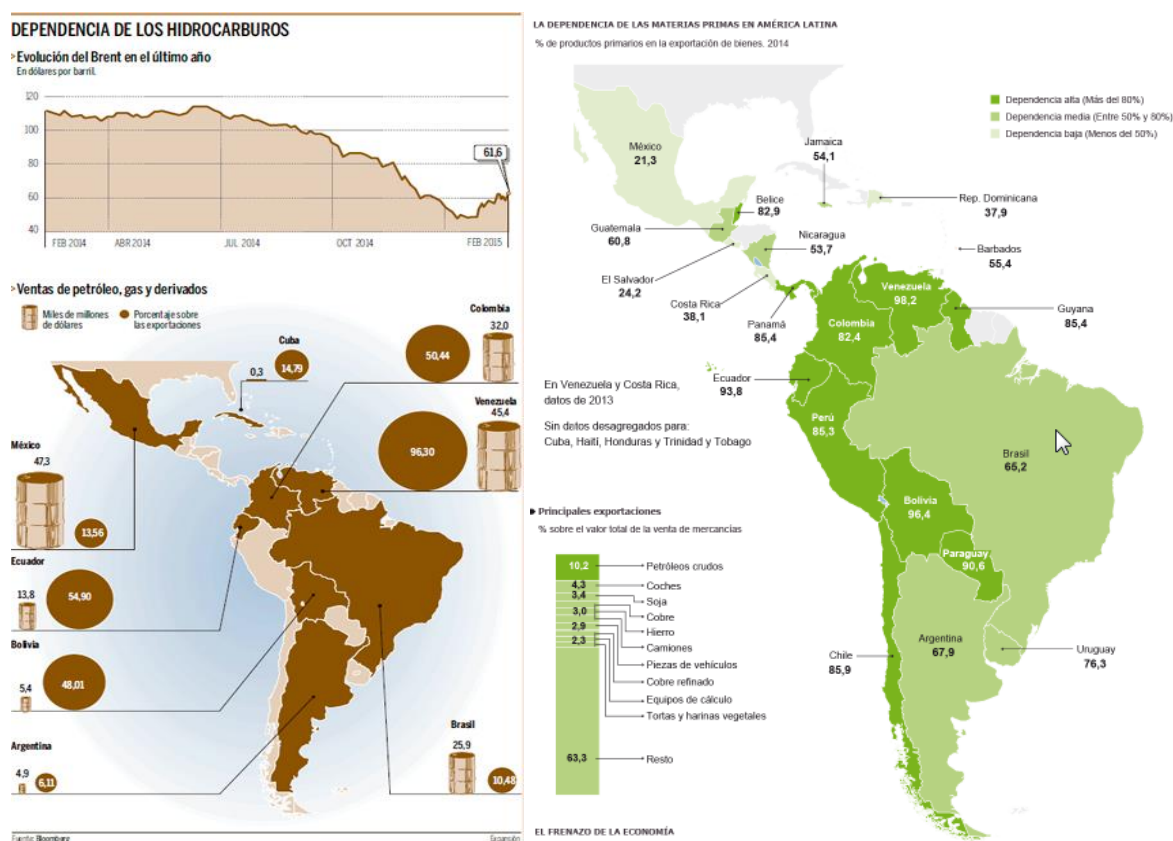 DEPENDENCIA DE LOS HIDROCARBUROS
Evolución del Brent en el último año
En dólares por barril.
120
100
80
60
40
61,6
FEB 2014
ABR 2014
JUL 2014
OCT 2014
FEB 2015
Ventas de petróleo, gas y derivados
Miles de millones
de dólares
Porcentaje sobre
las exportaciones
Colombia
32,0
50,44
Cuba
0,3
14,79
Venezuela
45,4
96,30
México
47,3
13,56
Ecuador
13,8
54,90
Bolivia
5,4
48,01
Argentina
4,9
6,11
Brasil
25,9
10,48
Fuente: Bloomberg
Expansión
LA DEPENDENCIA DE LAS MATERIAS PRIMAS EN AMÉRICA LATINA
% de productos primarios en la exportación de bienes. 2014
Dependencia alta (Más del 80%)
Dependencia media (Entre 50% y 80%)
Dependencia baja (Menos del 50%)
México
21,3
Jamaica
54,1
Belice
82,9
Rep. Dominicana
37,9
Guatemala
60,8
Nicaragua
53,7
Barbados
55,4
El Salvador
24,2
Costa Rica
38,1
Panamá
85,4
Venezuela
98,2
Guyana
85,4
Colombia
82,4
Ecuador
93,8
Perú
85,3
Brasil
65,2
Bolivia
96,4
Paraguay
90,6
Argentina
67,9
Chile
85,9
Uruguay
76,3
En Venezuela y Costa Rica,
datos de 2013
Sin datos desagregados para:
Cuba, Haití, Honduras y Trinidad y Tobago
Principales exportaciones
% sobre el valor total de la venta de mercancías
10,2
4,3
3,4
3,0
2,9
2,3
63,3
Petróleos crudos
Coches
Soja
Cobre
Hierro
Camiones
Piezas de vehículos
Cobre refinado
Equipos de cálculo
Tortas y harinas vegetales
Resto
EL FRENAZO DE LA ECONOMÍA